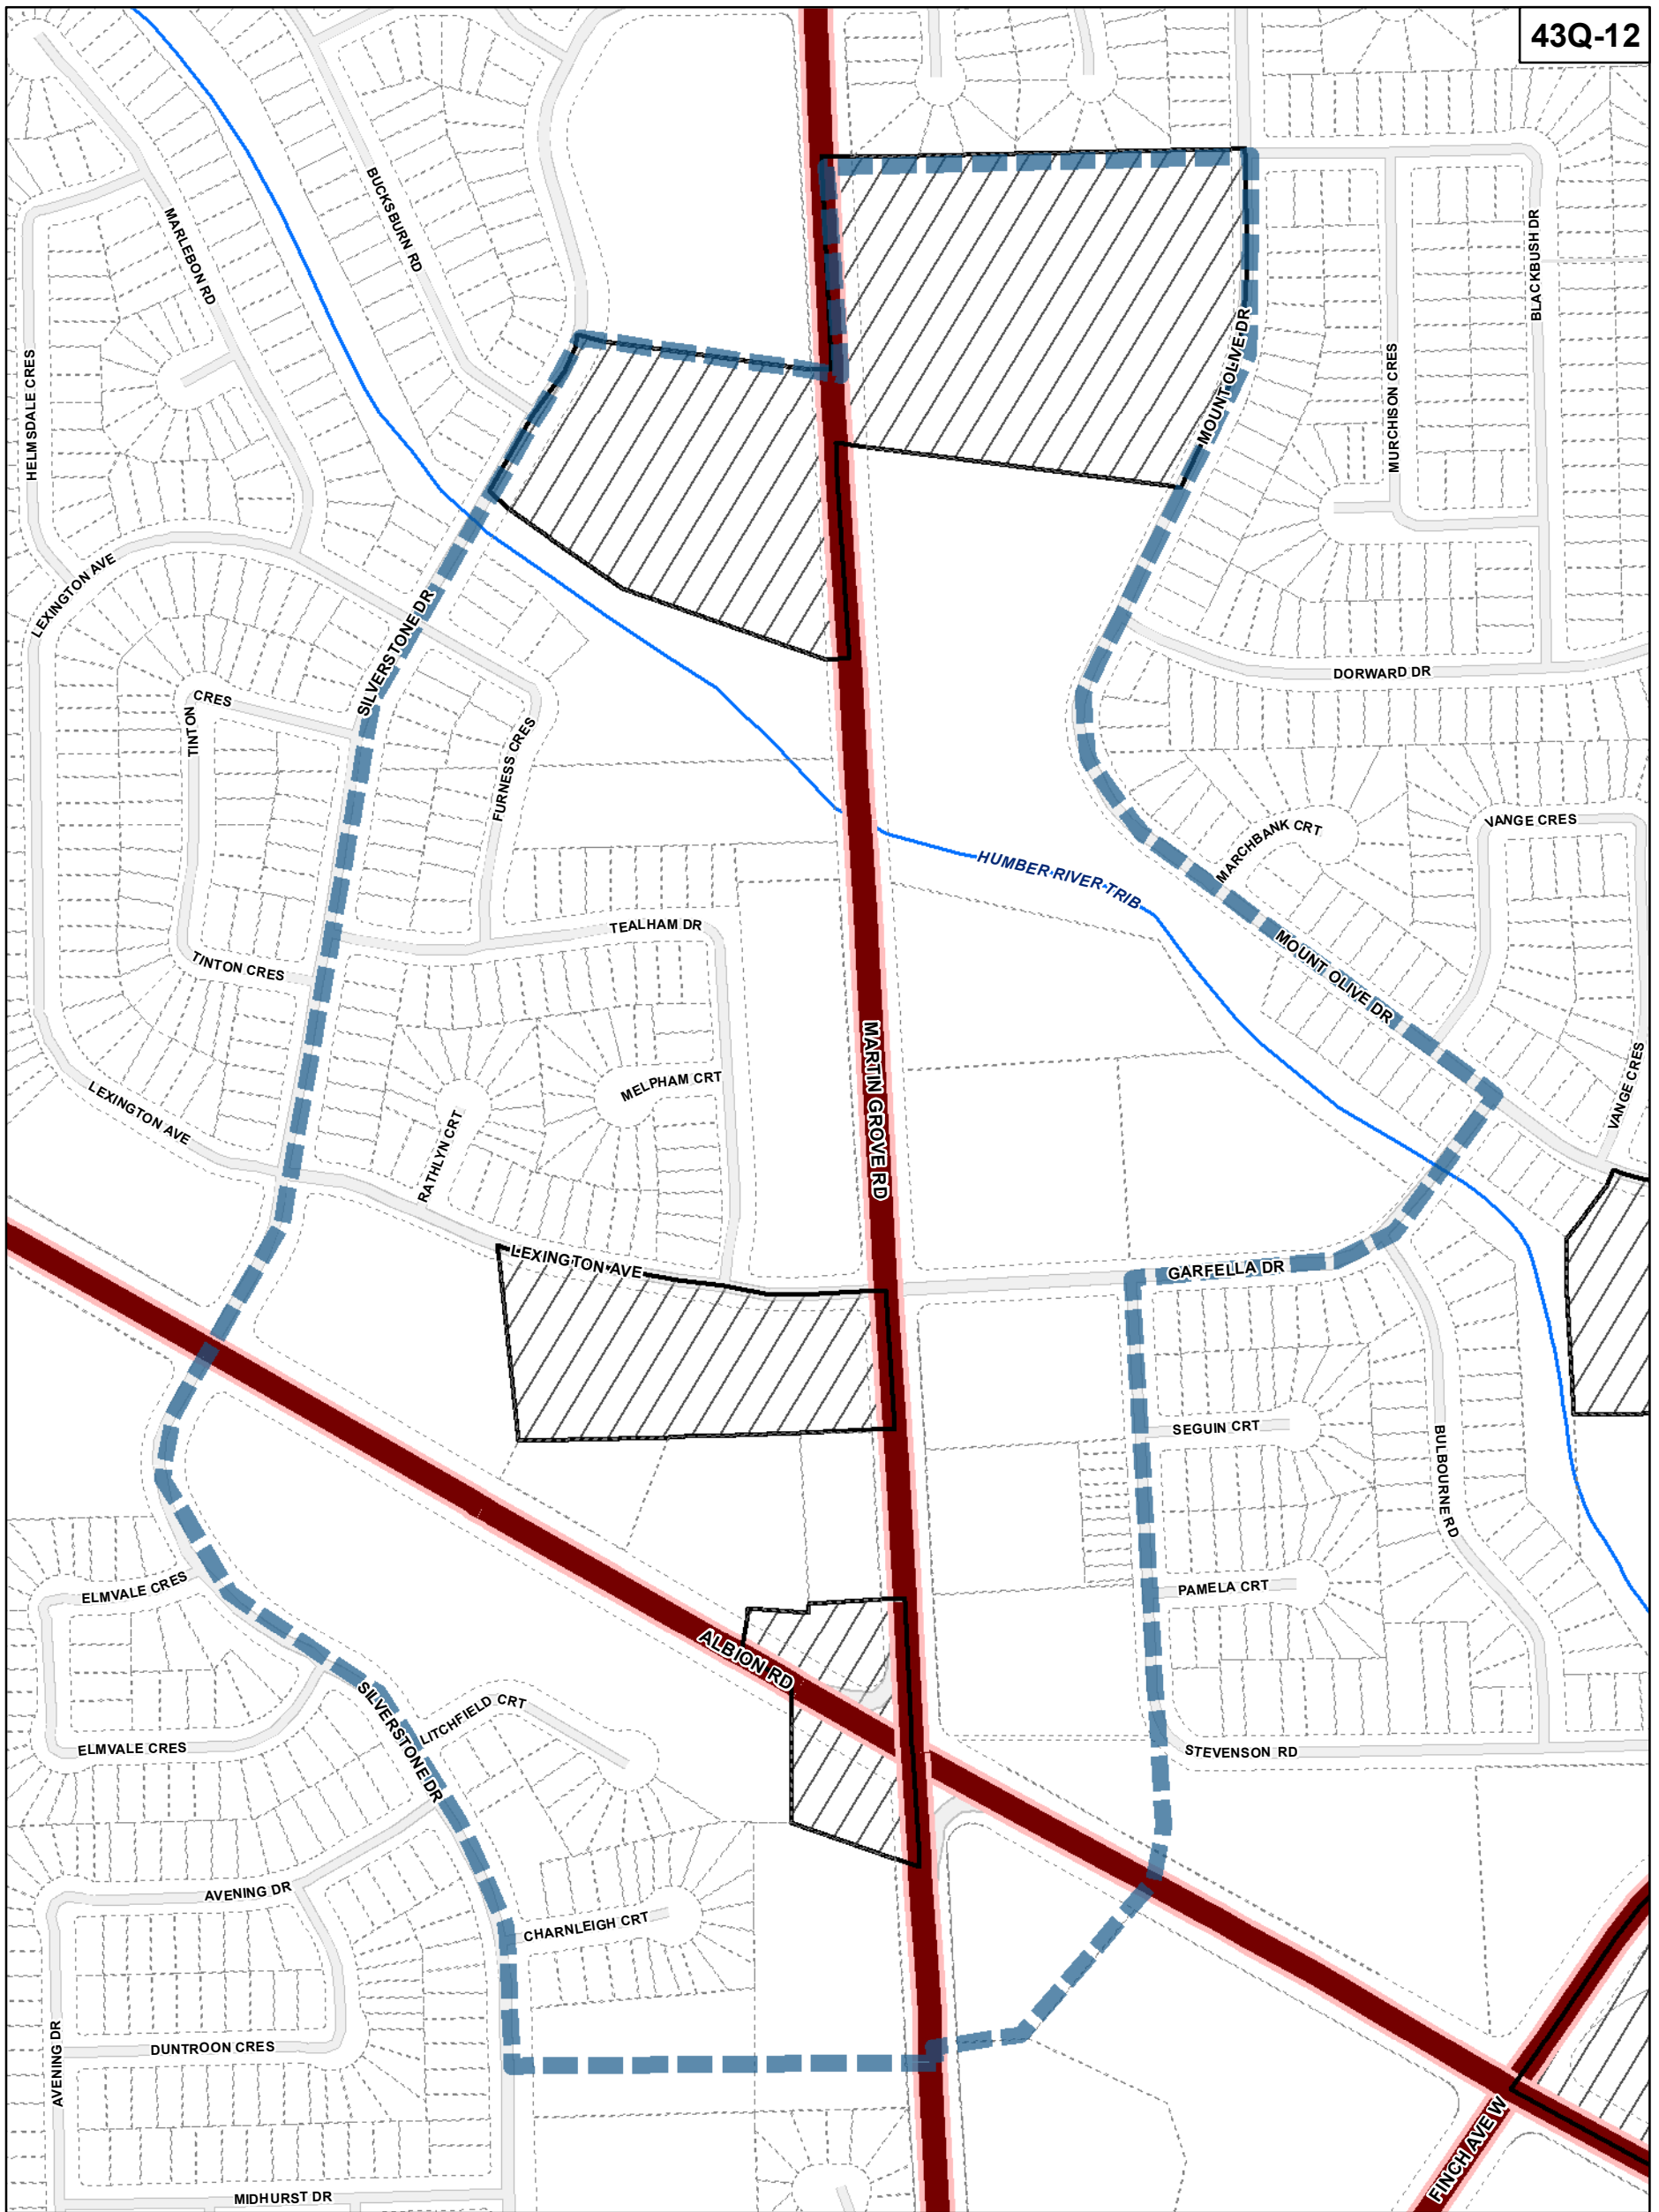 43Q-12
BUCKSBURN RD
MARLEBON RD
BLACKBUSH DR
HELMSDALE CRES
MOUNT OLIVE DR
MURCHISON CRES
LEXINGTON AVE
SILVERSTONE DR
DORWARD DR
CRES
TINTON
FURNESS CRES
VANGE CRES
MARCHBANK CRT
HUMBER RIVER TRIB
TEALHAM DR
TINTON CRES
MOUNT OLIVE DR
MARTIN GROVE RD
MELPHAM CRT
VANGE CRES
LEXINGTON AVE
RATHLYN CRT
LEXINGTON AVE
GARFELLA DR
SEGUIN CRT
BULBOURNE RD
ELMVALE CRES
PAMELA CRT
ALBION RD
SILVERSTONE DR
LITCHFIELD CRT
ELMVALE CRES
STEVENSON RD
AVENING DR
CHARNLEIGH CRT
AVENING DR
DUNTROON CRES
FINCH AVE W
MIDHURST DR